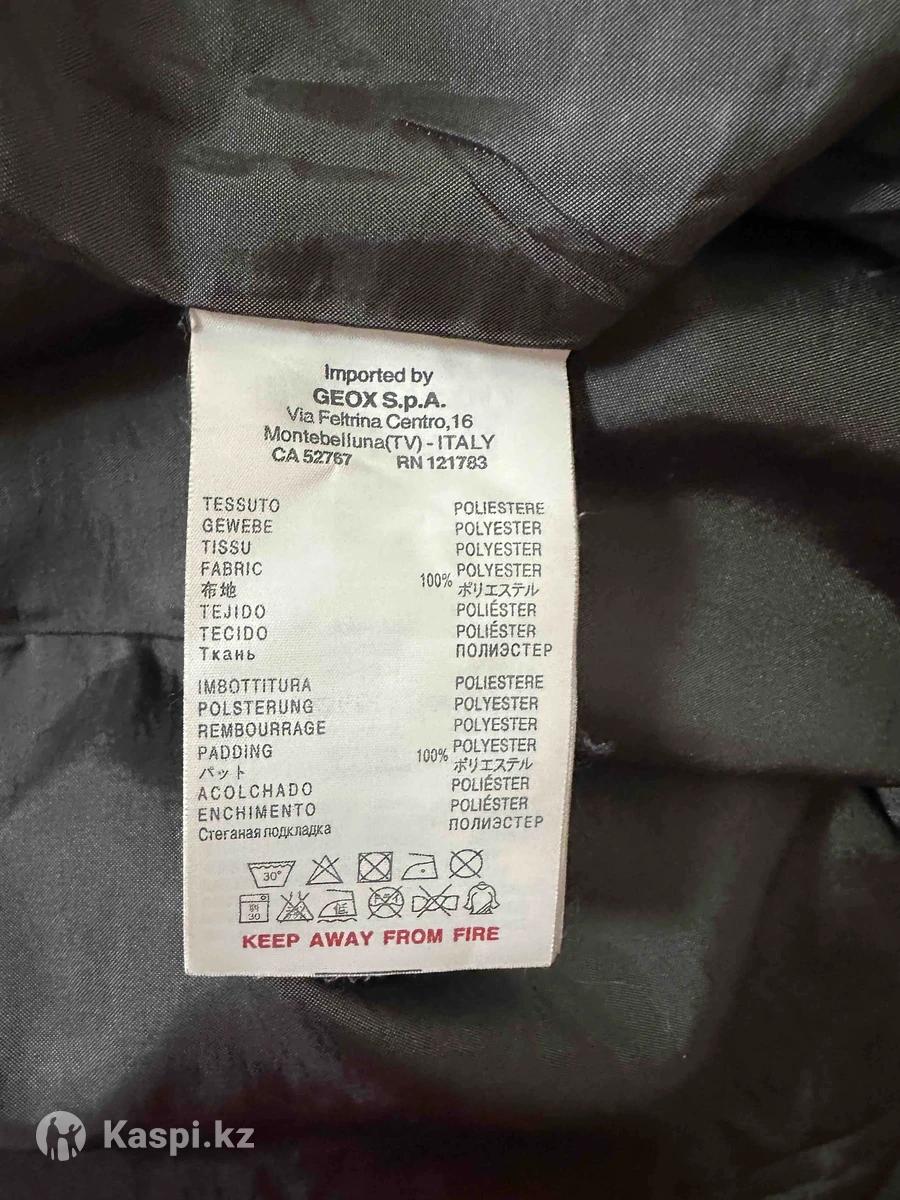 Imported by
GEOX S.p.A.
Via Feltrina Centro,16
Montebelluna(TV) - ITALY
CA 52767 RN 121783
TESSUTO POLIESTERE
GEWEBE POLYESTER
TISSU POLYESTER
FABRIC 100% POLYESTER
布地 ポリエステル
TEJIDO POLIÉSTER
TECIDO POLIÉSTER
Ткань ПОЛИЭСТЕР
IMBOTTITURA POLIESTERE
POLSTERUNG POLYESTER
REMBOURRAGE POLYESTER
PADDING 100% POLYESTER
パット ポリエステル
ACOLCHADO POLIÉSTER
ENCHIMENTO POLIÉSTER
Стеганая подкладка ПОЛИЭСТЕР
30°
30 低
KEEP AWAY FROM FIRE
Kaspi.kz